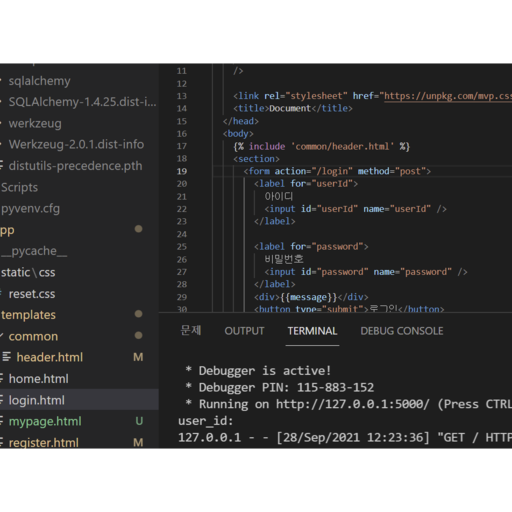 sqlalchemy
SQLAlchemy-1.4.25.dist-i...
werkzeug
Werkzeug-2.0.1.dist-info
distutils-precedence.pth
Scripts
pyvenv.cfg
pp
__pycache__
static\css
reset.css
templates
common
header.html M
home.html
login.html
mypage.html U
register.html M
11 />
12
13 <link rel="stylesheet" href="https://unpkg.com/mvp.css
14 <title>Document</title>
15 </head>
16 <body>
17 {% include 'common/header.html' %}
18 <section>
19 <form action="/login" method="post">
20 <label for="userId">
21 아이디
22 <input id="userId" name="userId" />
23 </label>
24
25 <label for="password">
26 비밀번호
27 <input id="password" name="password" />
28 </label>
29 <div>{{message}}</div>
30 <button type="submit">로그인</button>
문제 OUTPUT TERMINAL DEBUG CONSOLE
* Debugger is active!
* Debugger PIN: 115-883-152
* Running on http://127.0.0.1:5000/ (Press CTRL
user_id:
127.0.0.1 - - [28/Sep/2021 12:23:36] "GET / HTTP